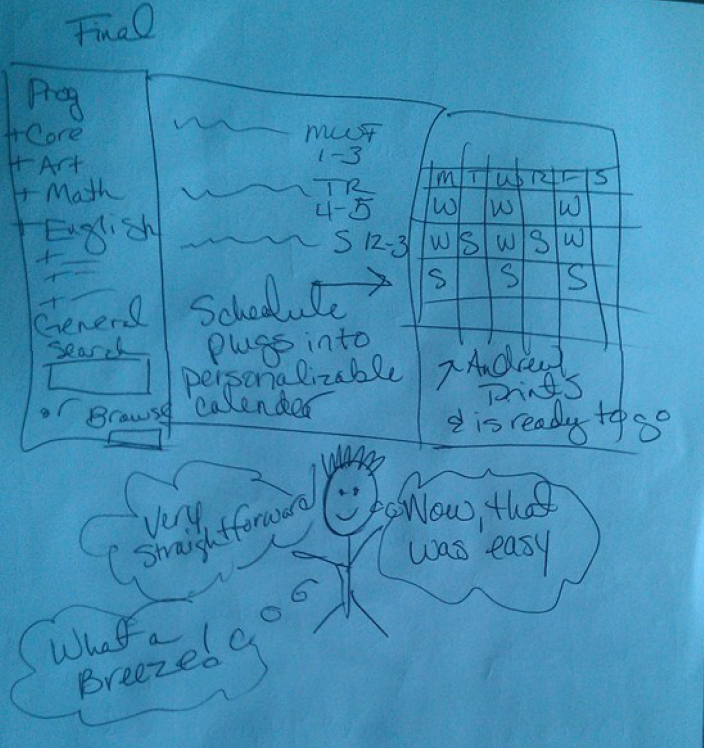 Final
Prog
+ Core
+ Art
+ Math
+ English
+
+
+
General
Search
or Browse
MWF
1-3
TR
4-5
S 12-3
Schedule
plugs into
personalizable
calender
M T W R F S
W W W
W S W S W
S S S
Andrew
prints
& is ready to go
Very
straightforward
Wow, that
was easy
What a
Breeze!